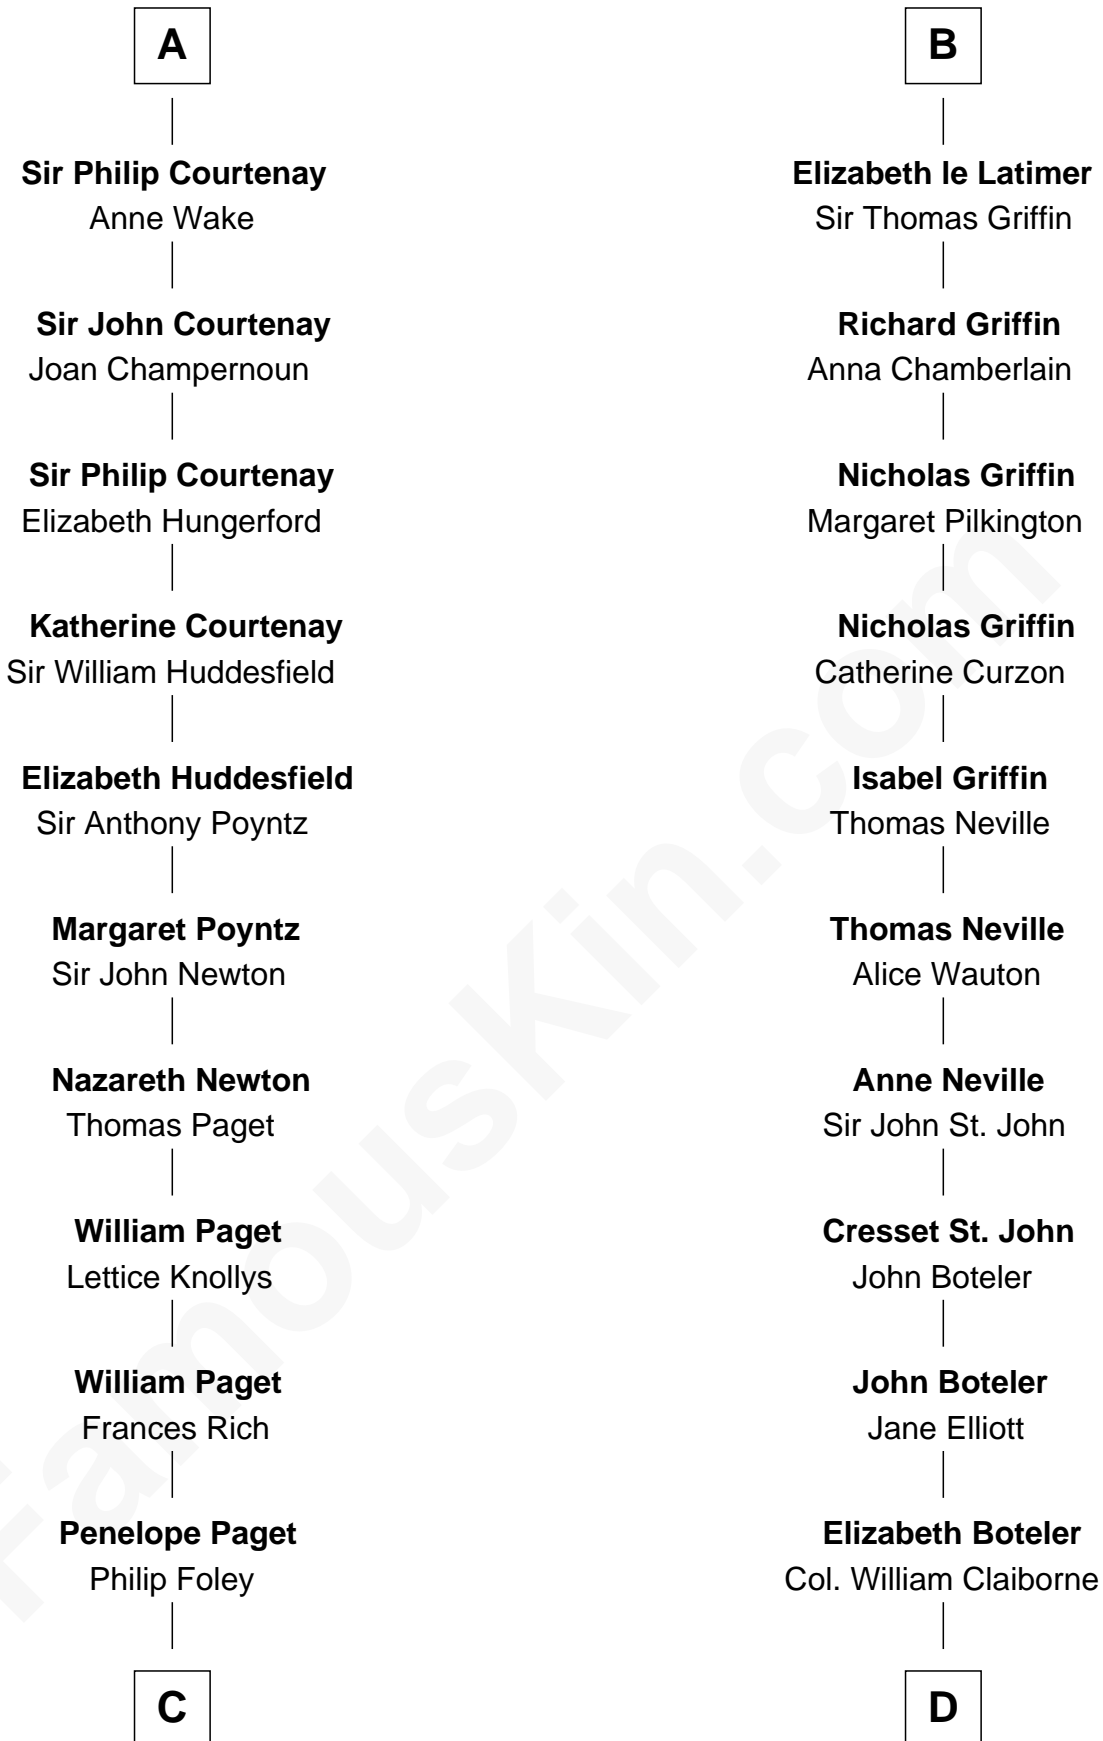 A
Sir Philip Courtenay
Anne Wake
Sir John Courtenay
Joan Champernoun
Sir Philip Courtenay
Elizabeth Hungerford
Katherine Courtenay
Sir William Huddesfield
Elizabeth Huddesfield
Sir Anthony Poyntz
Margaret Poyntz
Sir John Newton
Nazareth Newton
Thomas Paget
William Paget
Lettice Knollys
William Paget
Frances Rich
Penelope Paget
Philip Foley
C
B
Elizabeth le Latimer
Sir Thomas Griffin
Richard Griffin
Anna Chamberlain
Nicholas Griffin
Margaret Pilkington
Nicholas Griffin
Catherine Curzon
Isabel Griffin
Thomas Neville
Thomas Neville
Alice Wauton
Anne Neville
Sir John St. John
Cresset St. John
John Boteler
John Boteler
Jane Elliott
Elizabeth Boteler
Col. William Claiborne
D
FamousKin.com